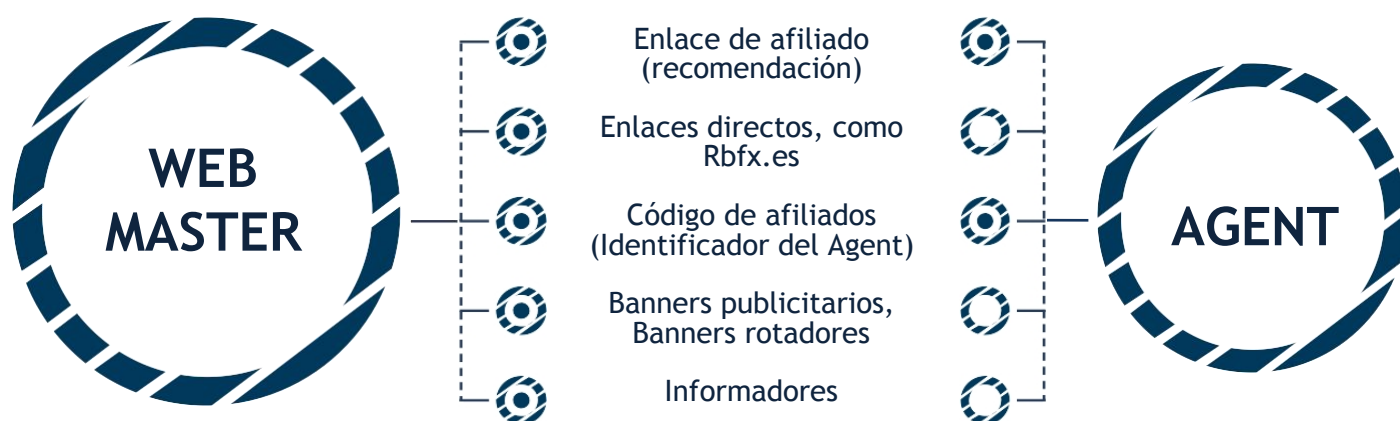 WEB
MASTER
Enlace de afiliado
(recomendación)
Enlaces directos, como
Rbfx.es
Código de afiliados
(Identificador del Agent)
Banners publicitarios,
Banners rotadores
Informadores
AGENT